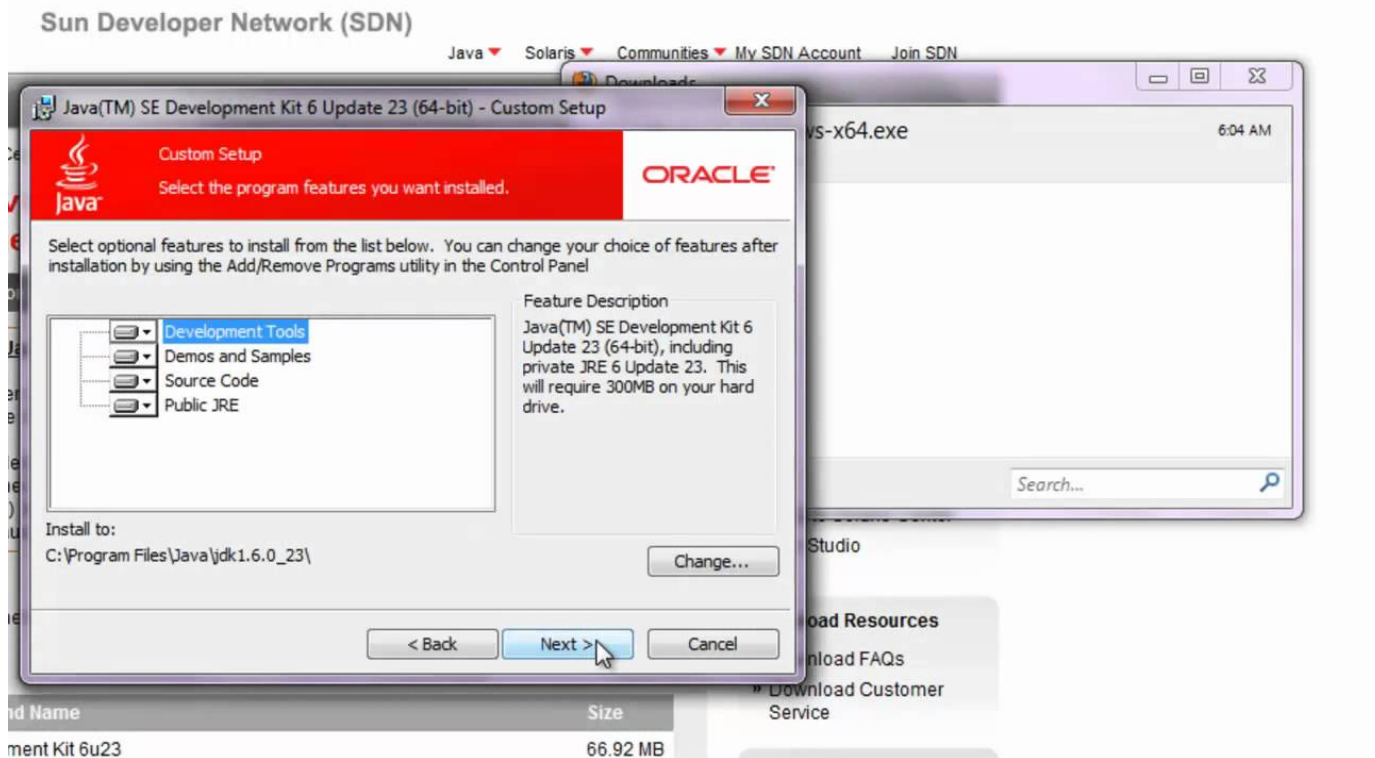 Sun Developer Network (SDN)
Java Solaris Communities My SDN Account Join SDN
Downloads
Java(TM) SE Development Kit 6 Update 23 (64-bit) - Custom Setup
ws-x64.exe
6:04 AM
Custom Setup
Select the program features you want installed.
Java
ORACLE
Select optional features to install from the list below. You can change your choice of features after
installation by using the Add/Remove Programs utility in the Control Panel
Development Tools
Demos and Samples
Source Code
Public JRE
Feature Description
Java(TM) SE Development Kit 6
Update 23 (64-bit), including
private JRE 6 Update 23. This
will require 300MB on your hard
drive.
Search...
Install to:
C:\Program Files\Java\jdk1.6.0_23\
Change...
Studio
< Back
Next >
Cancel
oad Resources
nload FAQs
» Download Customer
Service
nd Name
Size
ment Kit 6u23
66.92 MB